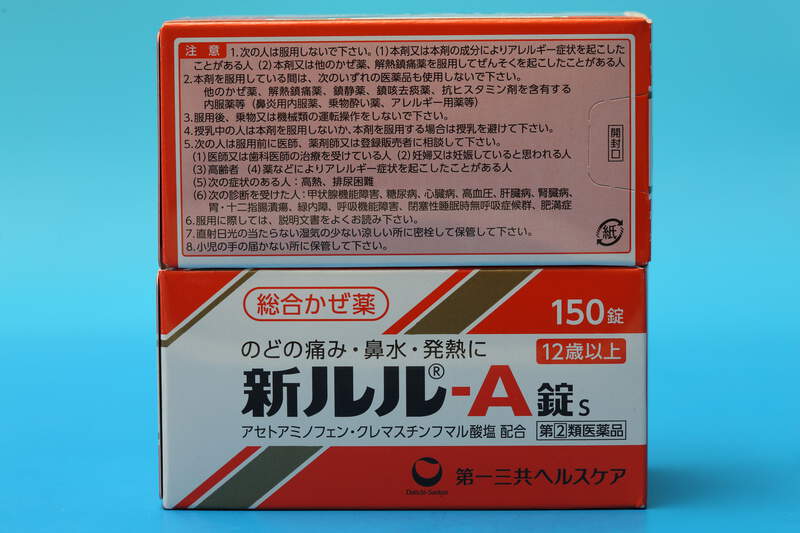 注意 1.次の人は服用しないで下さい。(1)本剤又は本剤の成分によりアレルギー症状を起こした
ことがある人 (2)本剤又は他のかぜ薬、解熱鎮痛薬を服用してぜんそくを起こしたことがある人
2.本剤を服用している間は、次のいずれの医薬品も使用しないで下さい。
他のかぜ薬、解熱鎮痛薬、鎮静薬、鎮咳去痰薬、抗ヒスタミン剤を含有する
内服薬等(鼻炎用内服薬、乗物酔い薬、アレルギー用薬等)
3.服用後、乗物又は機械類の運転操作をしないで下さい。
4.授乳中の人は本剤を服用しないか、本剤を服用する場合は授乳を避けて下さい。
5.次の人は服用前に医師、薬剤師又は登録販売者に相談して下さい。
(1)医師又は歯科医師の治療を受けている人 (2)妊婦又は妊娠していると思われる人
(3)高齢者 (4)薬などによりアレルギー症状を起こしたことがある人
(5)次の症状のある人:高熱、排尿困難
(6)次の診断を受けた人:甲状腺機能障害、糖尿病、心臓病、高血圧、肝臓病、腎臓病、
胃・十二指腸潰瘍、緑内障、呼吸機能障害、閉塞性睡眠時無呼吸症候群、肥満症
6.服用に際しては、説明文書をよくお読み下さい。
7.直射日光の当たらない湿気の少ない涼しい所に密栓して保管して下さい。
8.小児の手の届かない所に保管して下さい。
開封口
紙
総合かぜ薬
150錠
のどの痛み・鼻水・発熱に
12歳以上
新ルル®-A錠s
アセトアミノフェン・クレマスチンフマル酸塩 配合
指定第②類医薬品
Daiichi-Sankyo
第一三共ヘルスケア